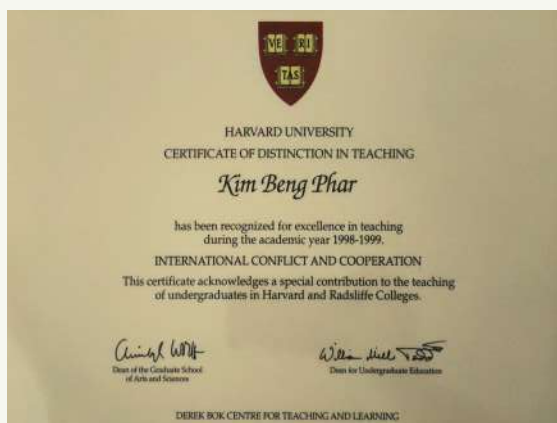 VE RI
TAS
HARVARD UNIVERSITY
CERTIFICATE OF DISTINCTION IN TEACHING
Kim Beng Phar
has been recognized for excellence in teaching
during the academic year 1998-1999.
INTERNATIONAL CONFLICT AND COOPERATION
This certificate acknowledges a special contribution to the teaching
of undergraduates in Harvard and Radsliffe Colleges.
Dean of the Graduate School
of Arts and Sciences
Dean for Undergraduate Education
DEREK BOK CENTRE FOR TEACHING AND LEARNING